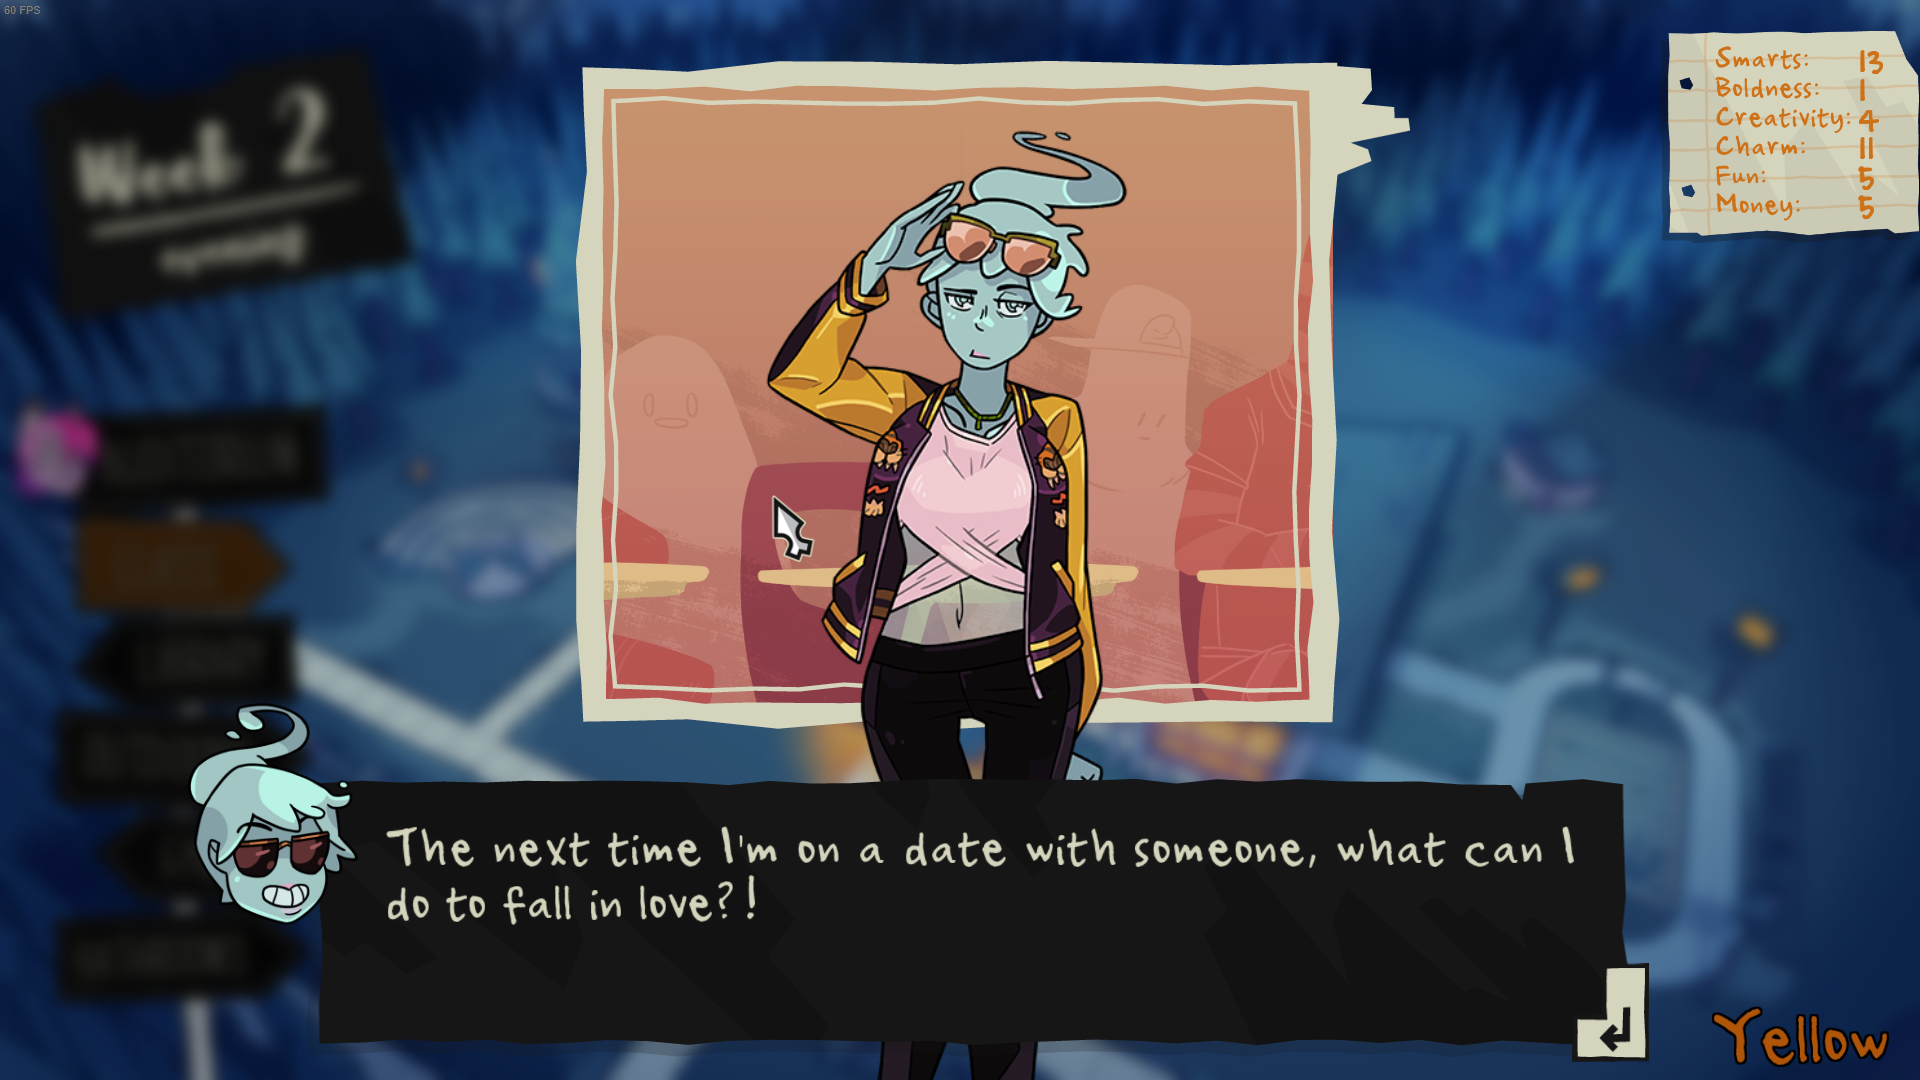 60 FPS
Week 2
evening
Smarts: 13
Boldness: 1
Creativity: 4
Charm: 11
Fun: 5
Money: 5
The next time I'm on a date with someone, what can I
do to fall in love?!
Yellow